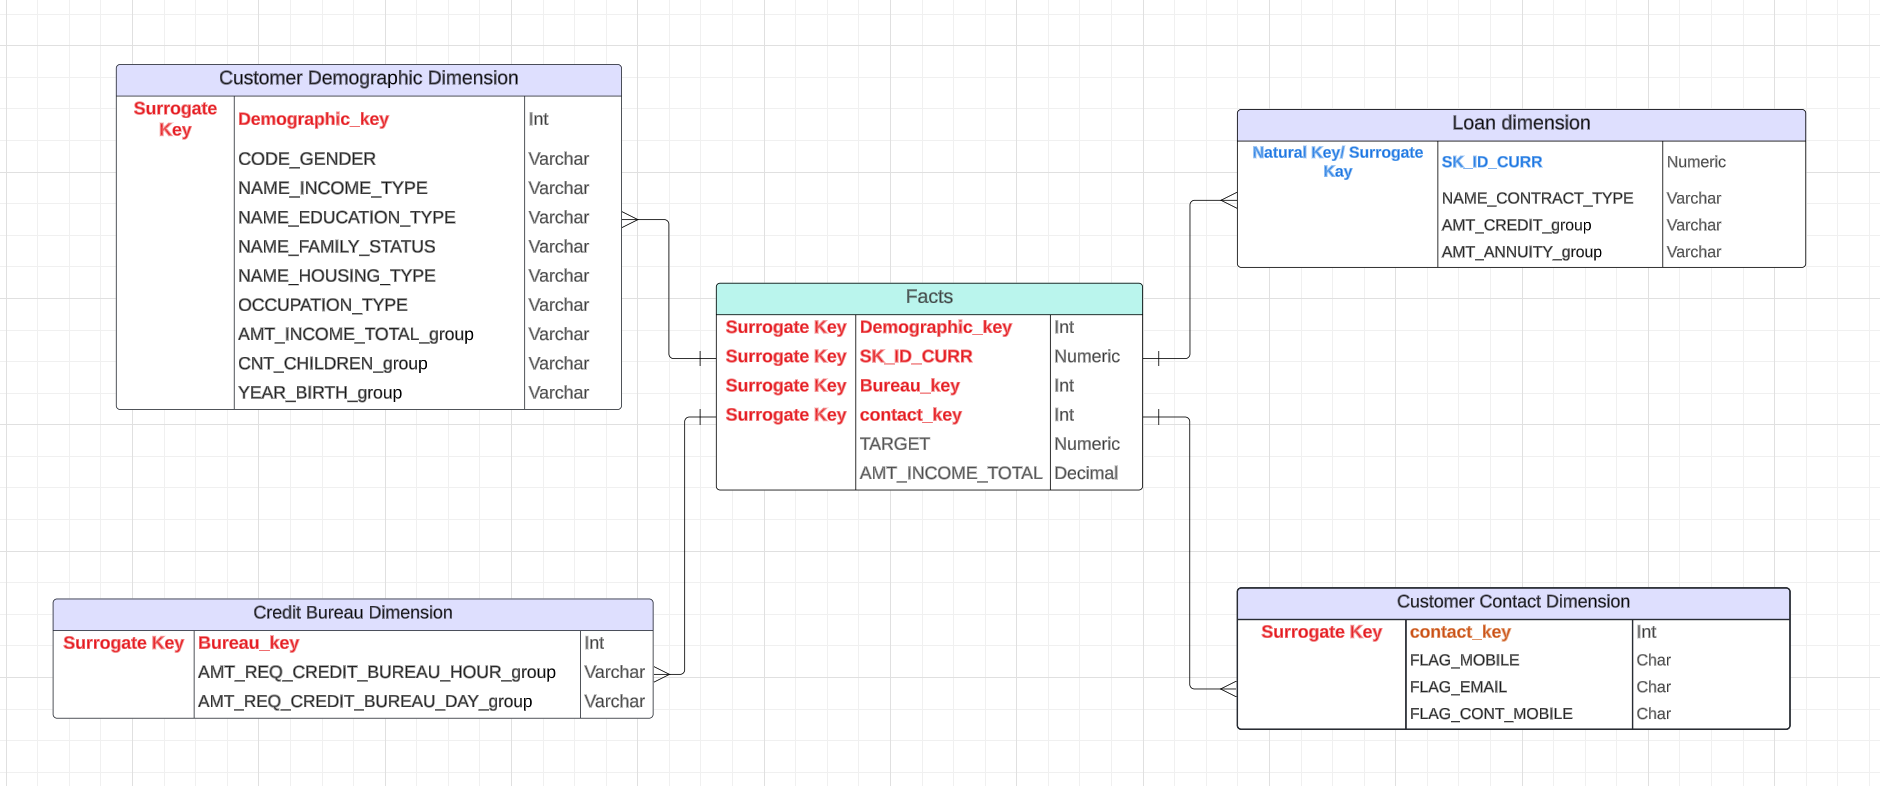 Customer Demographic Dimension
Surrogate Key Demographic_key Int
CODE_GENDER Varchar
NAME_INCOME_TYPE Varchar
NAME_EDUCATION_TYPE Varchar
NAME_FAMILY_STATUS Varchar
NAME_HOUSING_TYPE Varchar
OCCUPATION_TYPE Varchar
AMT_INCOME_TOTAL_group Varchar
CNT_CHILDREN_group Varchar
YEAR_BIRTH_group Varchar
Loan dimension
Natural Key/ Surrogate Kay SK_ID_CURR Numeric
NAME_CONTRACT_TYPE Varchar
AMT_CREDIT_group Varchar
AMT_ANNUITY_group Varchar
Facts
Surrogate Key Demographic_key Int
Surrogate Key SK_ID_CURR Numeric
Surrogate Key Bureau_key Int
Surrogate Key contact_key Int
TARGET Numeric
AMT_INCOME_TOTAL Decimal
Credit Bureau Dimension
Surrogate Key Bureau_key Int
AMT_REQ_CREDIT_BUREAU_HOUR_group Varchar
AMT_REQ_CREDIT_BUREAU_DAY_group Varchar
Customer Contact Dimension
Surrogate Key contact_key Int
FLAG_MOBILE Char
FLAG_EMAIL Char
FLAG_CONT_MOBILE Char